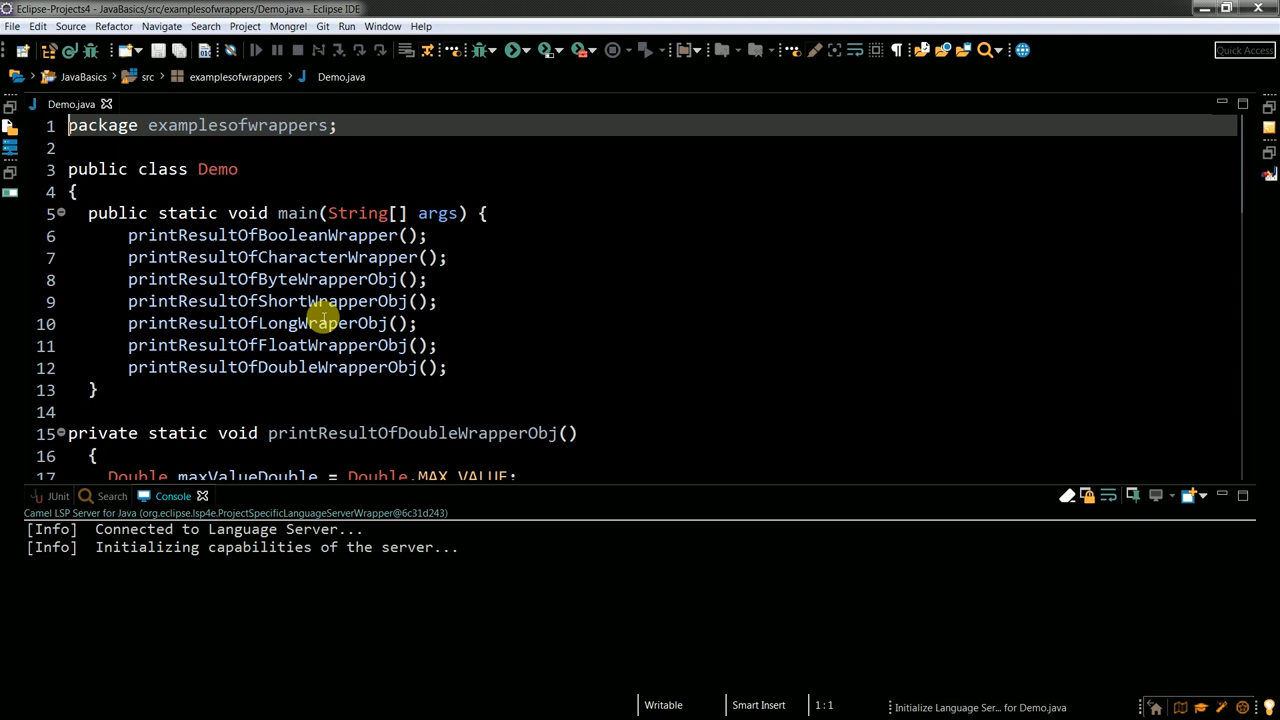 Eclipse-Projects4 - JavaBasics/src/examplesofwrappers/Demo.java - Eclipse IDE
File Edit Source Refactor Navigate Search Project Mongrel Git Run Window Help
Quick Access
JavaBasics src examplesofwrappers Demo.java
Demo.java
1 package examplesofwrappers;
2
3 public class Demo
4 {
5 public static void main(String[] args) {
6 printResultOfBooleanWrapper();
7 printResultOfCharacterWrapper();
8 printResultOfByteWrapperObj();
9 printResultOfShortWrapperObj();
10 printResultOfLongWraperObj();
11 printResultOfFloatWrapperObj();
12 printResultOfDoubleWrapperObj();
13 }
14
15 private static void printResultOfDoubleWrapperObj()
16 {
17 Double maxValueDouble = Double.MAX_VALUE;
JUnit Search Console
Camel LSP Server for Java (org.eclipse.lsp4e.ProjectSpecificLanguageServerWrapper@6c31d243)
[Info] Connected to Language Server...
[Info] Initializing capabilities of the server...
Writable Smart Insert 1 : 1 Initialize Language Ser... for Demo.java